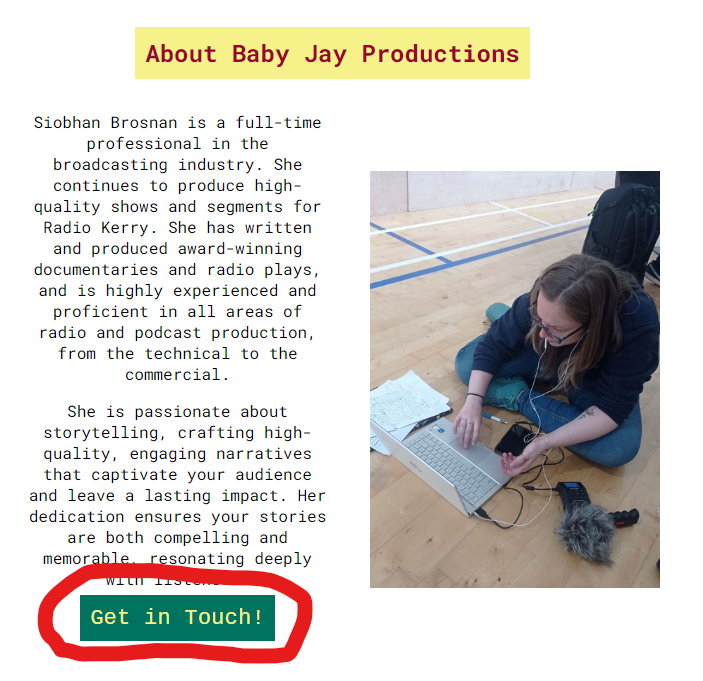 About Baby Jay Productions
Siobhan Brosnan is a full-time
professional in the
broadcasting industry. She
continues to produce high-
quality shows and segments for
Radio Kerry. She has written
and produced award-winning
documentaries and radio plays,
and is highly experienced and
proficient in all areas of
radio and podcast production,
from the technical to the
commercial.
She is passionate about
storytelling, crafting high-
quality, engaging narratives
that captivate your audience
and leave a lasting impact. Her
dedication ensures your stories
are both compelling and
memorable, resonating deeply
with
Get in Touch!